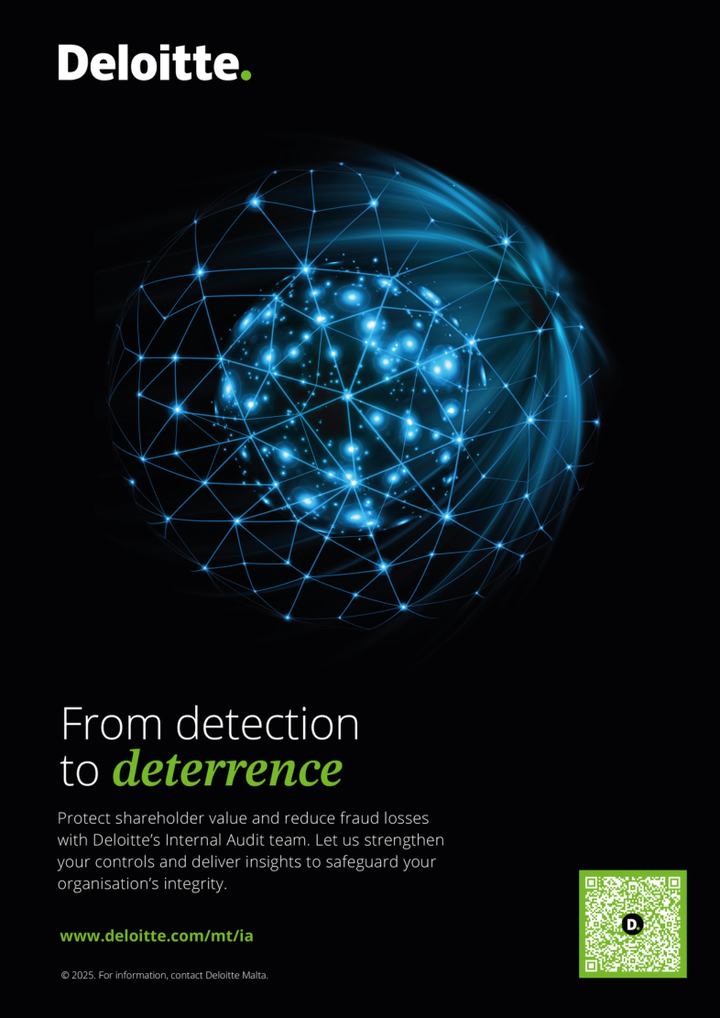 Deloitte.
From detection
to deterrence
Protect shareholder value and reduce fraud losses
with Deloitte’s Internal Audit team. Let us strengthen
your controls and deliver insights to safeguard your
organisation’s integrity.
www.deloitte.com/mt/ia
© 2025. For information, contact Deloitte Malta.
D.